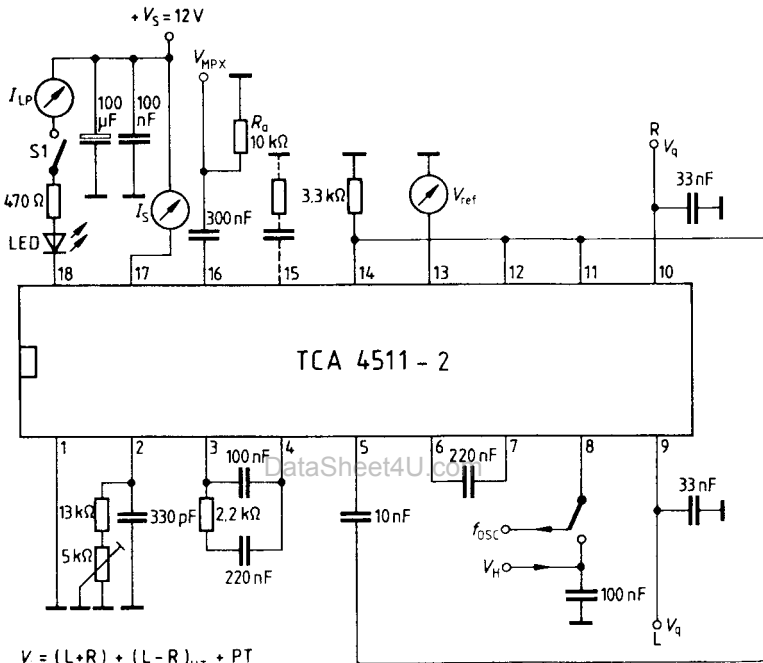 + V_S = 12 V
V_MPX
I_LP
100 µF
100 nF
R_a
10 kΩ
R
V_q
S1
33 nF
470 Ω
I_S
3.3 kΩ
V_ref
300 nF
LED
18 17 16 15 14 13 12 11 10
TCA 4511-2
1 2 3 4 5 6 7 8 9
100 nF
220 nF
DataSheet4U.com
13 kΩ
330 pF
2,2 kΩ
10 nF
33 nF
f_OSC
5 kΩ
V_H
220 nF
100 nF
V_q
L
= (L+R) + (L-R) + PT